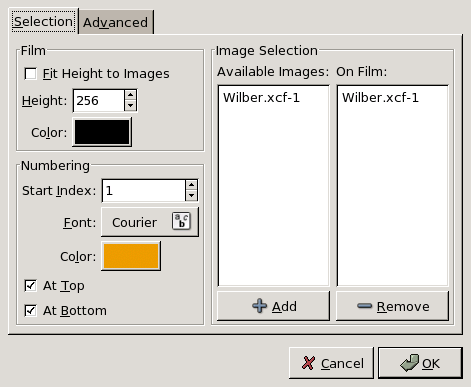 Selection Advanced
Film
Fit Height to Images
Height: 256
Color:
Numbering
Start Index: 1
Font: Courier
Color:
At Top
At Bottom
Image Selection
Available Images: On Film:
Wilber.xcf-1 Wilber.xcf-1
Add Remove
Cancel OK